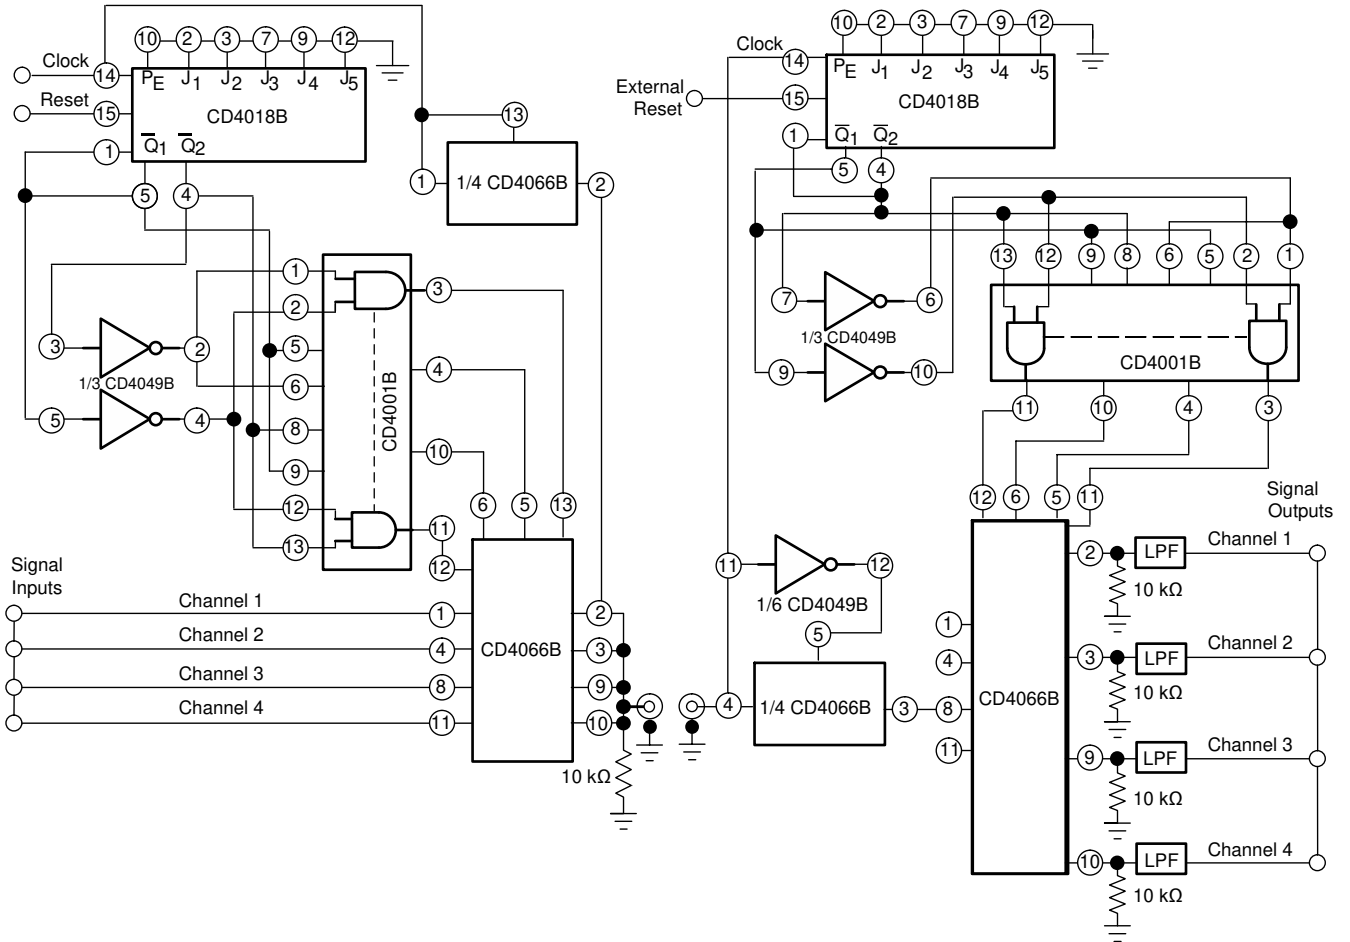 10 2 3 7 9 12
Clock 14 PE J1 J2 J3 J4 J5
Reset 15 CD4018B
1 Q̅1 Q̅2
5 4
13
1 1/4 CD4066B 2
1 3
2
3 2 5 4
1/3 CD4049B
6
5 4 8 CD4001B 10
9
12 11
13 12
6 5 13
Signal
Inputs
Channel 1 1 2
Channel 2 4 CD4066B 3
Channel 3 8 9
Channel 4 11 10
10 kΩ
10 2 3 7 9 12
Clock 14 PE J1 J2 J3 J4 J5
External
Reset 15 CD4018B
1 Q̅1 Q̅2
5 4
13 12 9 8 6 5 2 1
7 6
1/3 CD4049B
9 10
CD4001B
11 10 4 3
12 6 5 11
Signal
Outputs
11 12
1/6 CD4049B
5
4 1/4 CD4066B 3
1
4
8 CD4066B
11
2 LPF Channel 1
10 kΩ
3 LPF Channel 2
10 kΩ
9 LPF Channel 3
10 kΩ
10 LPF Channel 4
10 kΩ